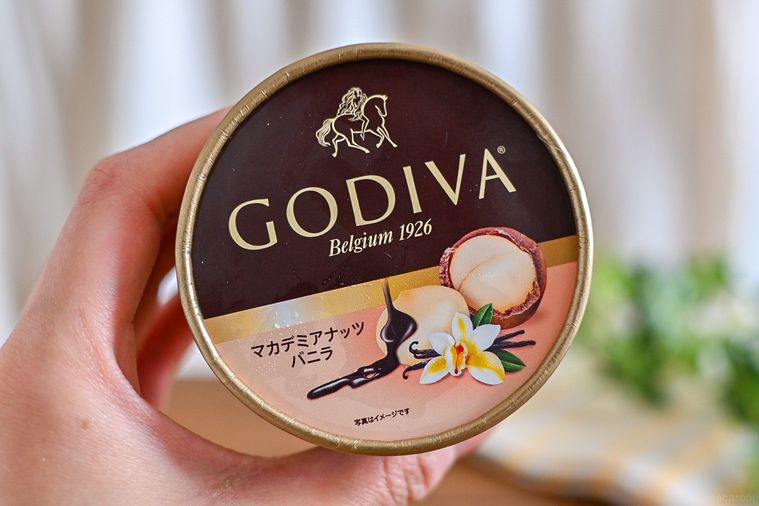 GODIVA®
Belgium 1926
マカデミアナッツ
バニラ
写真はイメージです